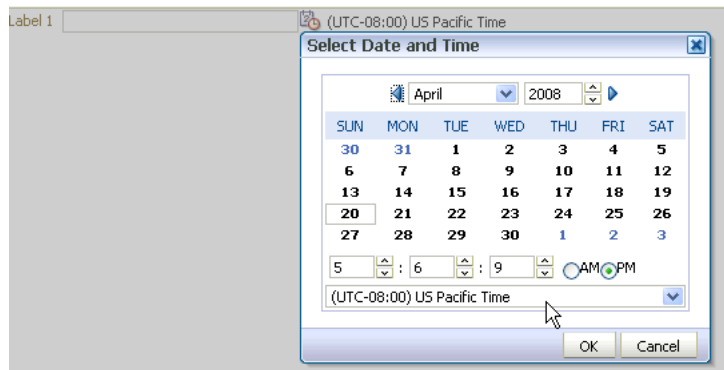 Label 1 (UTC-08:00) US Pacific Time
Select Date and Time
April 2008
SUN MON TUE WED THU FRI SAT
30 31 1 2 3 4 5
6 7 8 9 10 11 12
13 14 15 16 17 18 19
20 21 22 23 24 25 26
27 28 29 30 1 2 3
5 : 6 : 9 AM PM
(UTC-08:00) US Pacific Time
OK Cancel